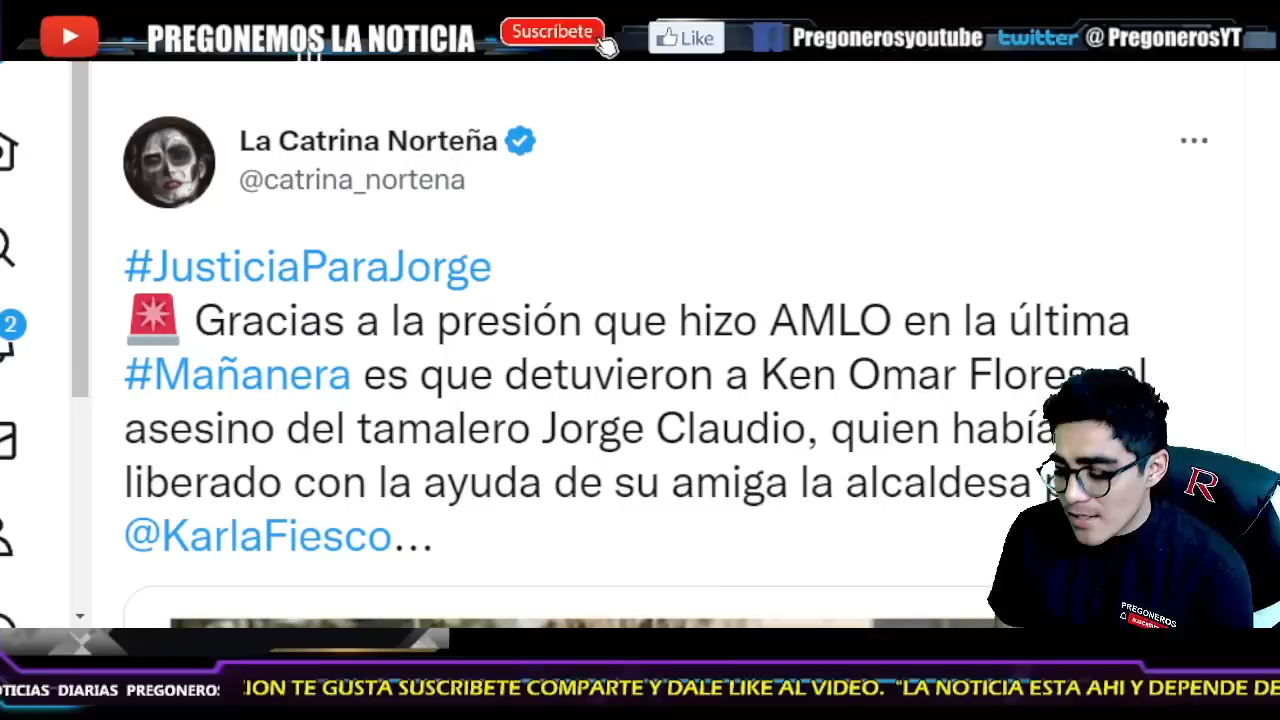 PREGONEMOS LA NOTICIA
Suscríbete
Like
Pregonerosyoutube
twitter @PregonerosYT
La Catrina Norteña
@catrina_nortena
2
#JusticiaParaJorge
Gracias a la presión que hizo AMLO en la última
#Mañanera es que detuvieron a Ken Omar Flores
asesino del tamalero Jorge Claudio, quien había
liberado con la ayuda de su amiga la alcaldesa
@KarlaFiesco...
R
PREGONEROS
OTICIAS DIARIAS PREGONEROS
ION TE GUSTA SUSCRIBETE COMPARTE Y DALE LIKE AL VIDEO. "LA NOTICIA ESTA AHI Y DEPENDE DE